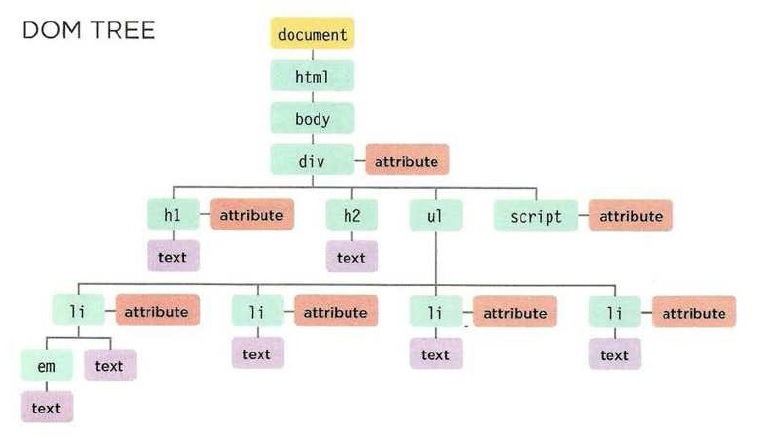 DOM TREE
document
html
body
div attribute
h1 attribute h2 ul script attribute
text text
li attribute li attribute li attribute li attribute
em text text text text
text